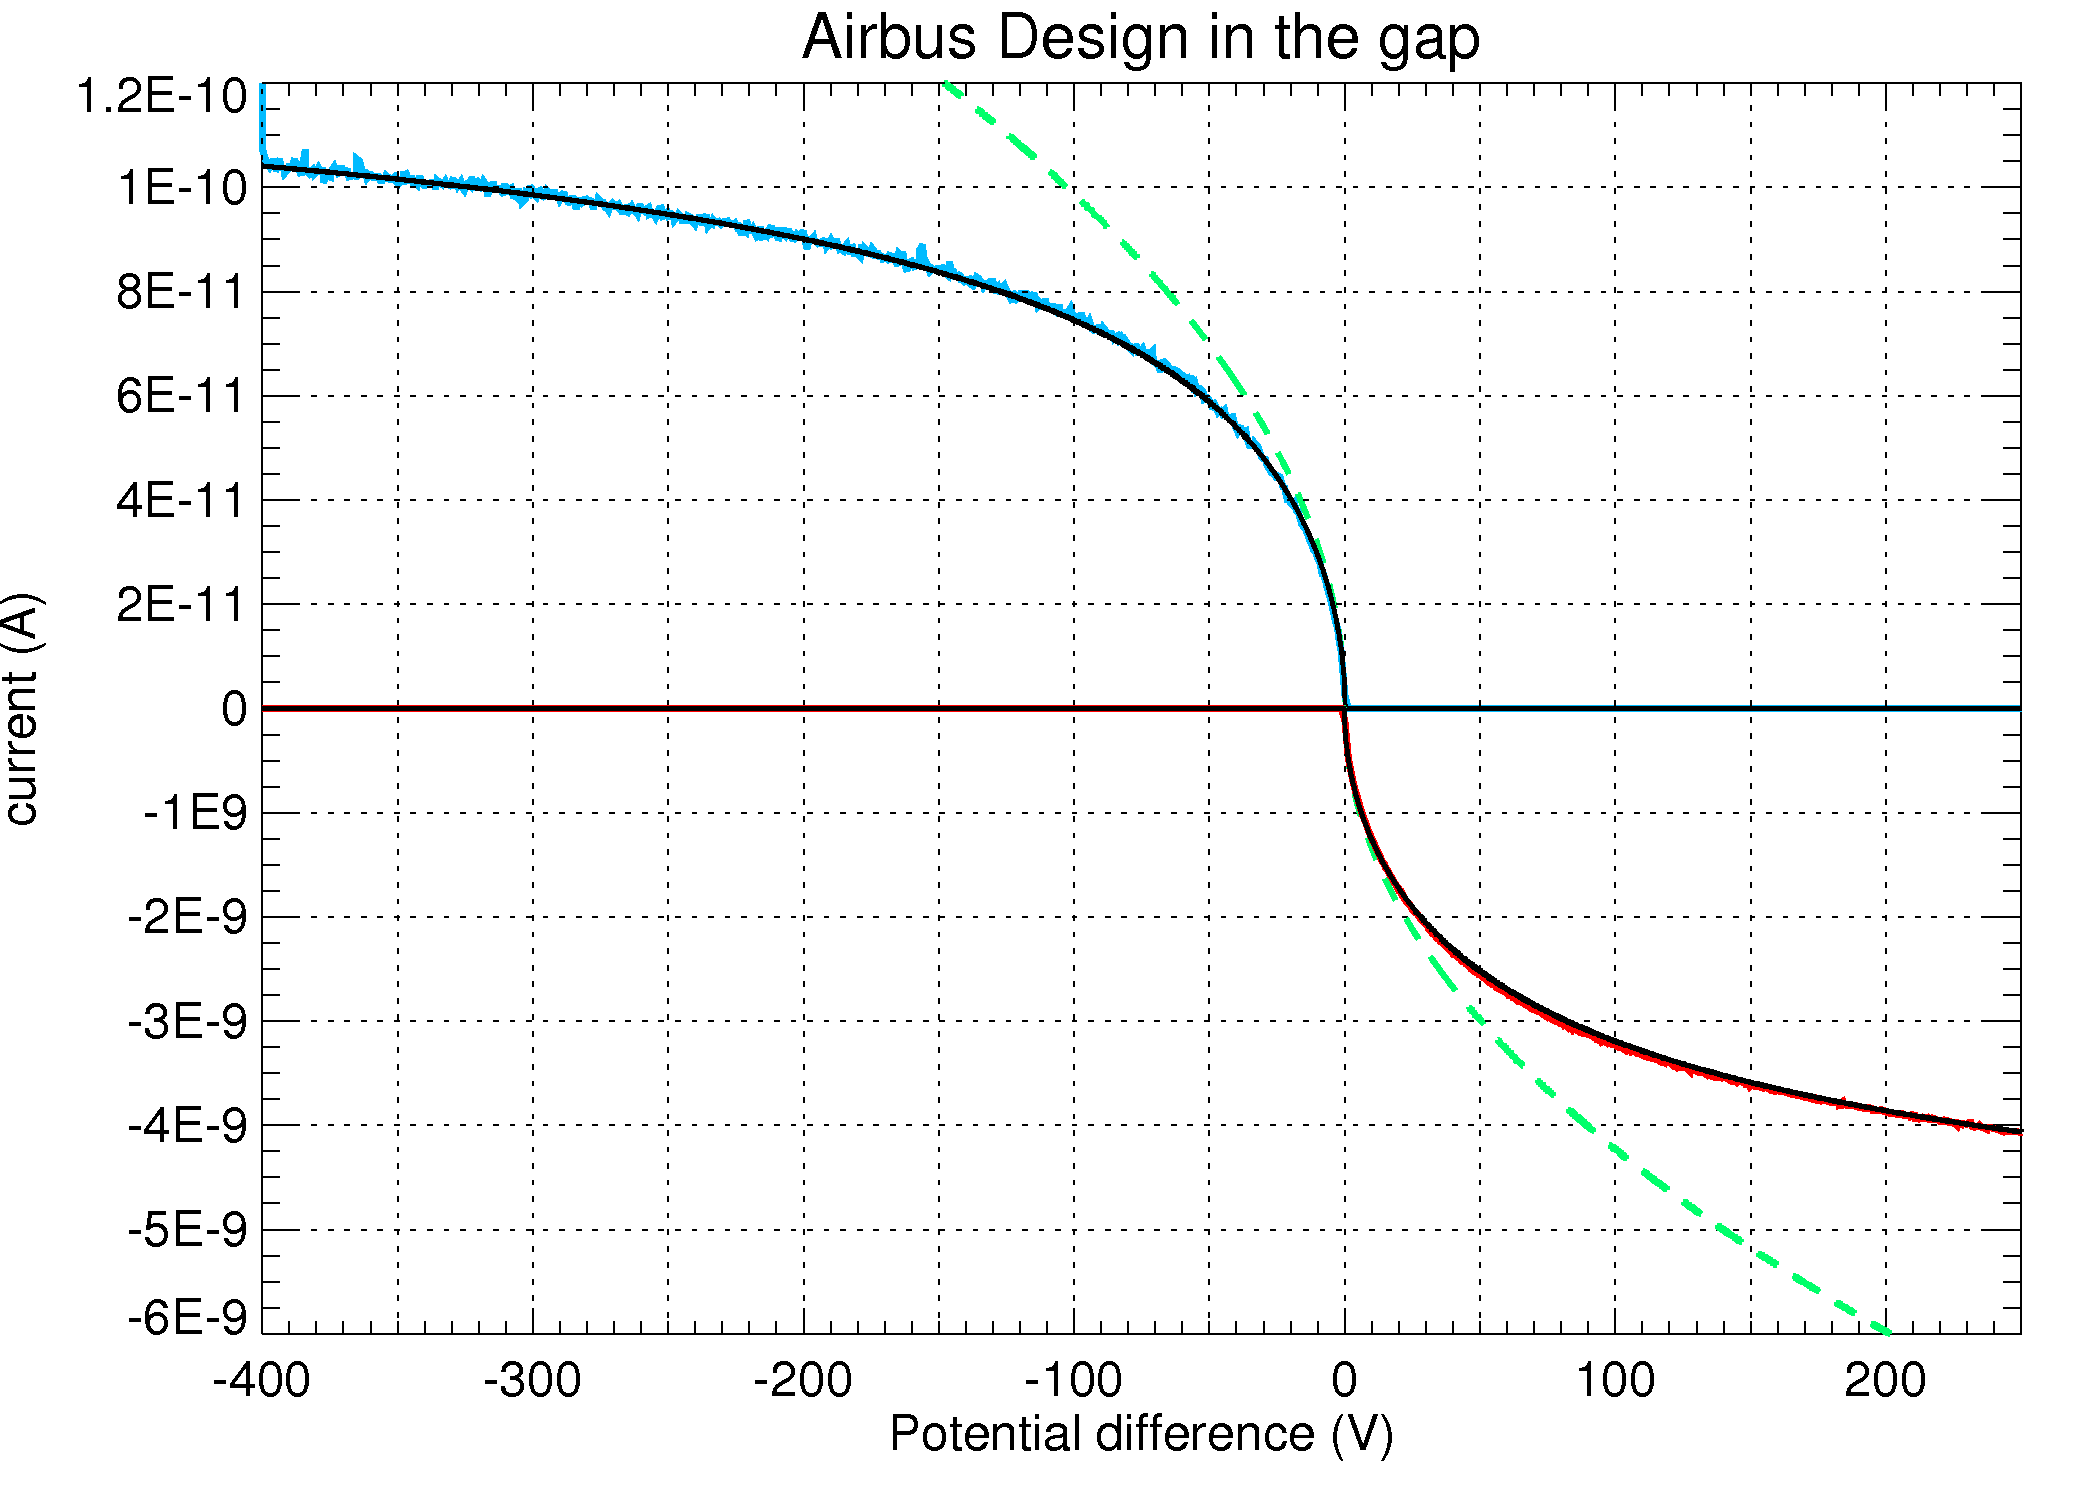 Airbus Design in the gap
1.2E-10
1E-10
8E-11
6E-11
4E-11
2E-11
0
-1E9
-2E-9
-3E-9
-4E-9
-5E-9
-6E-9
current (A)
-400 -300 -200 -100 0 100 200
Potential difference (V)